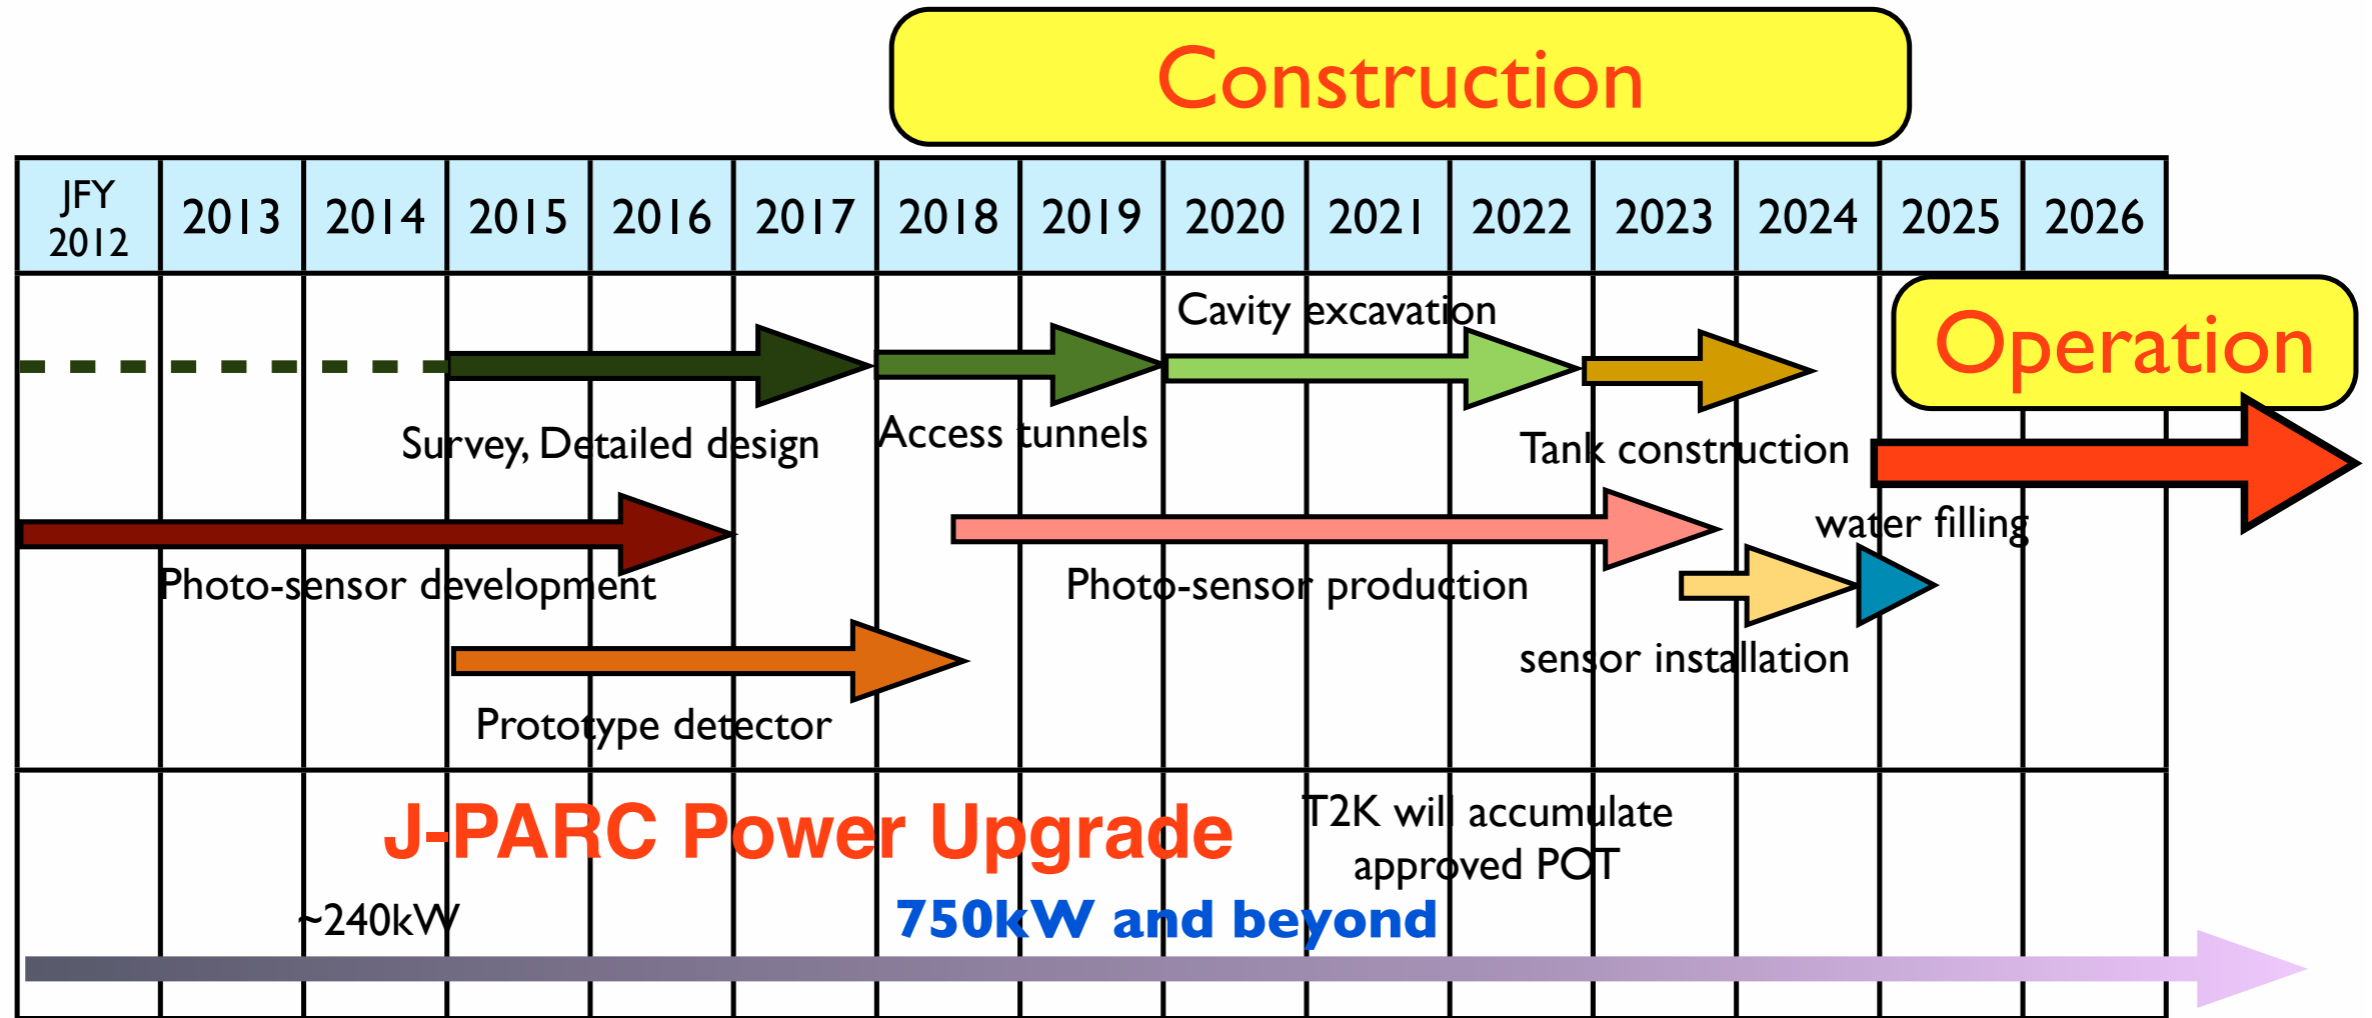 Construction
JFY
2012
2013
2014
2015
2016
2017
2018
2019
2020
2021
2022
2023
2024
2025
2026
Cavity excavation
Operation
Survey, Detailed design
Access tunnels
Tank construction
water filling
Photo-sensor development
Photo-sensor production
sensor installation
Prototype detector
J-PARC Power Upgrade
T2K will accumulate
approved POT
~240kW
750kW and beyond